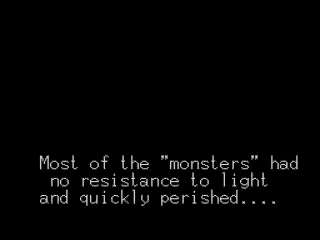 Most of the "monsters" had
no resistance to light
and quickly perished....